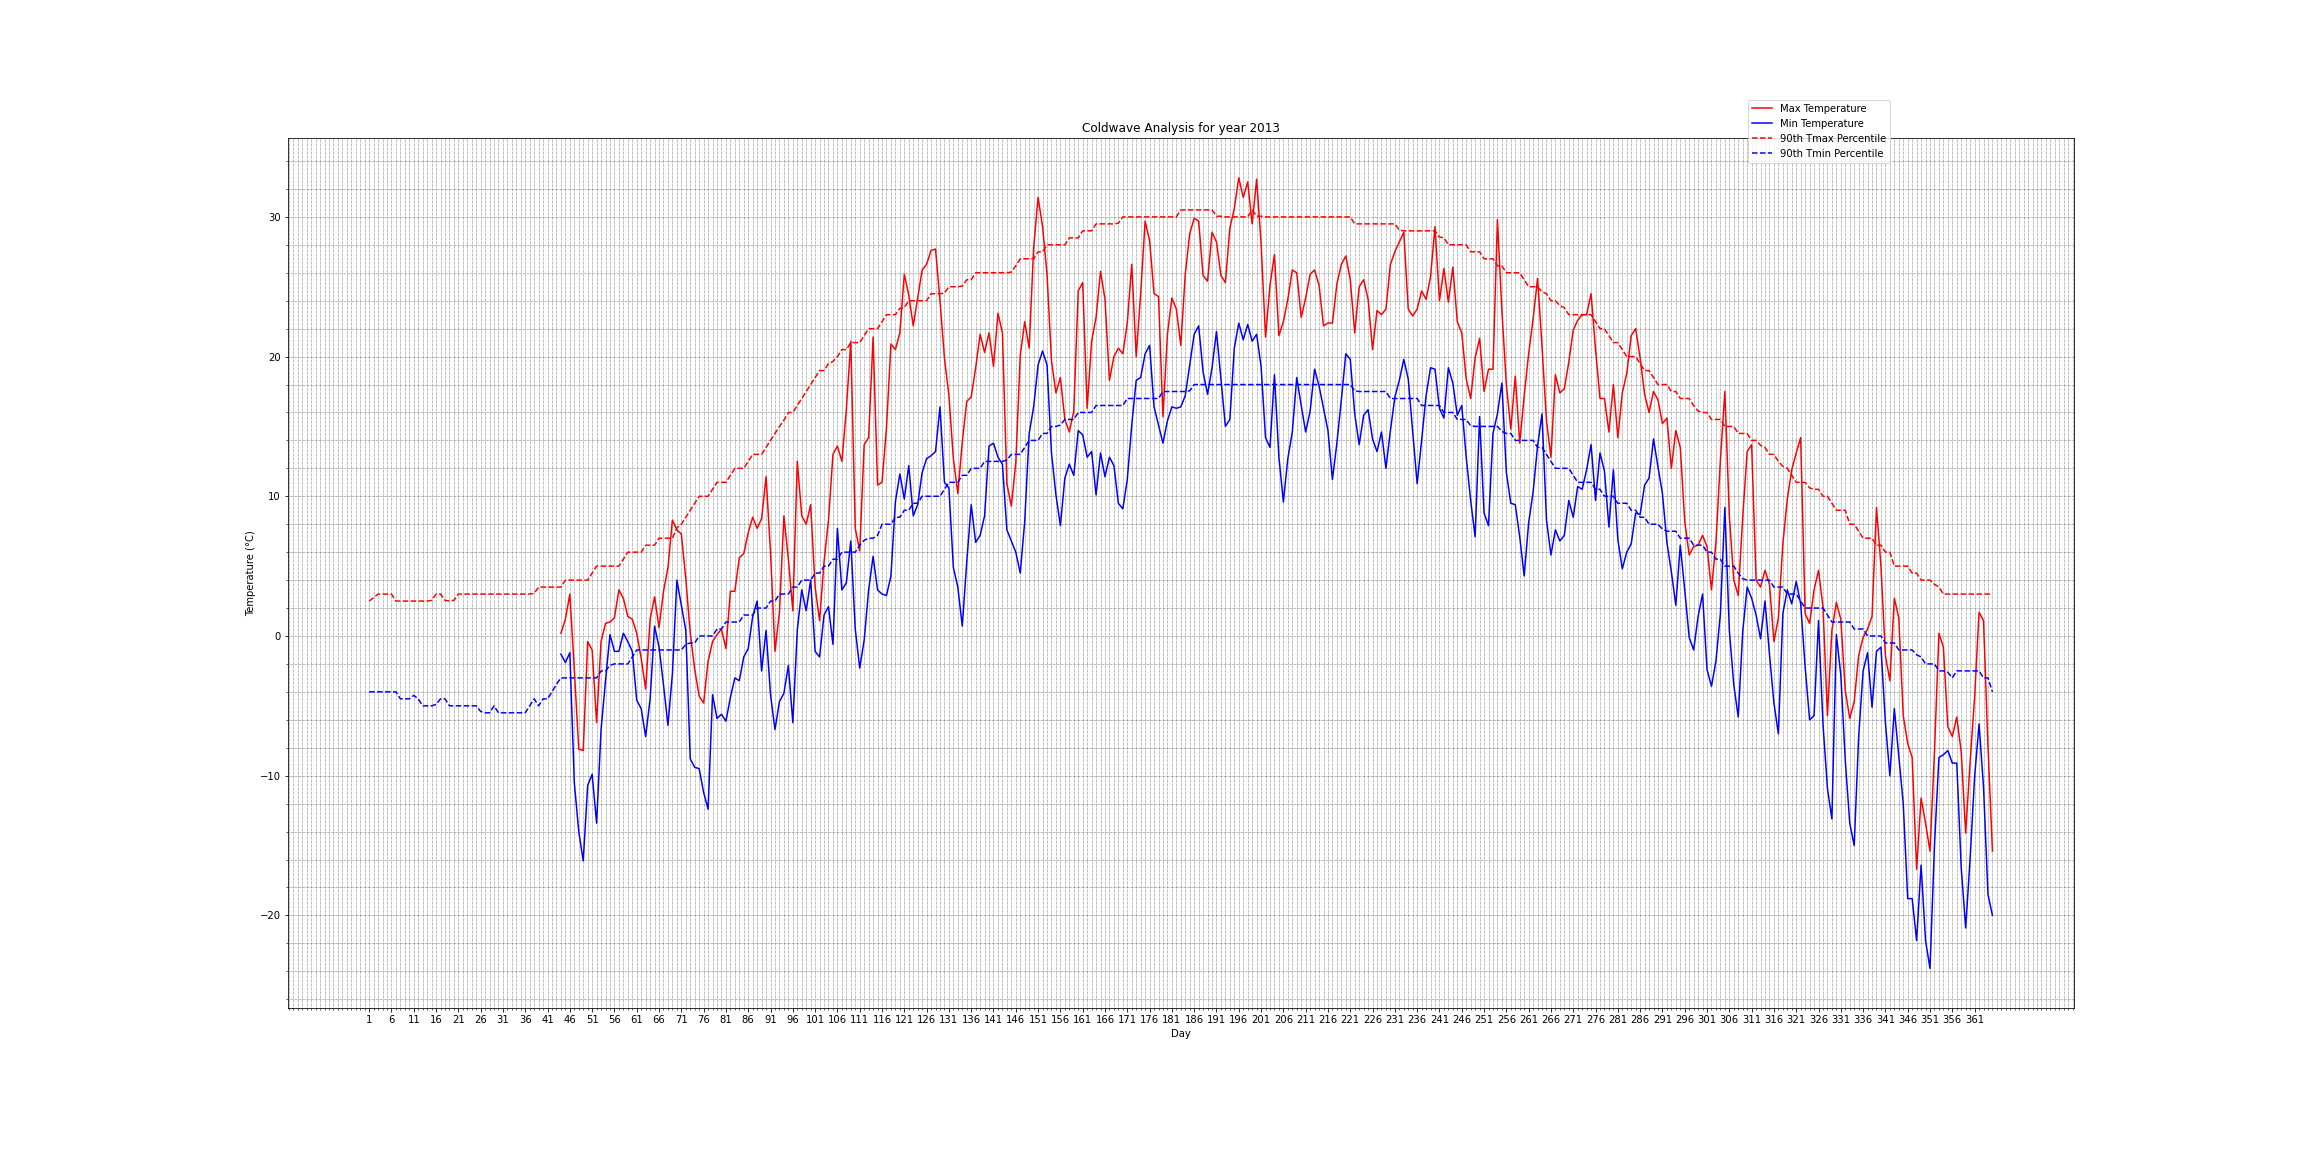 Max Temperature
Min Temperature
90th Tmax Percentile
90th Tmin Percentile
Coldwave Analysis for year 2013
Temperature (°C)
30
20
10
0
−10
−20
1 6 11 16 21 26 31 36 41 46 51 56 61 66 71 76 81 86 91 96 101 106 111 116 121 126 131 136 141 146 151 156 161 166 171 176 181 186 191 196 201 206 211 216 221 226 231 236 241 246 251 256 261 266 271 276 281 286 291 296 301 306 311 316 321 326 331 336 341 346 351 356 361
Day